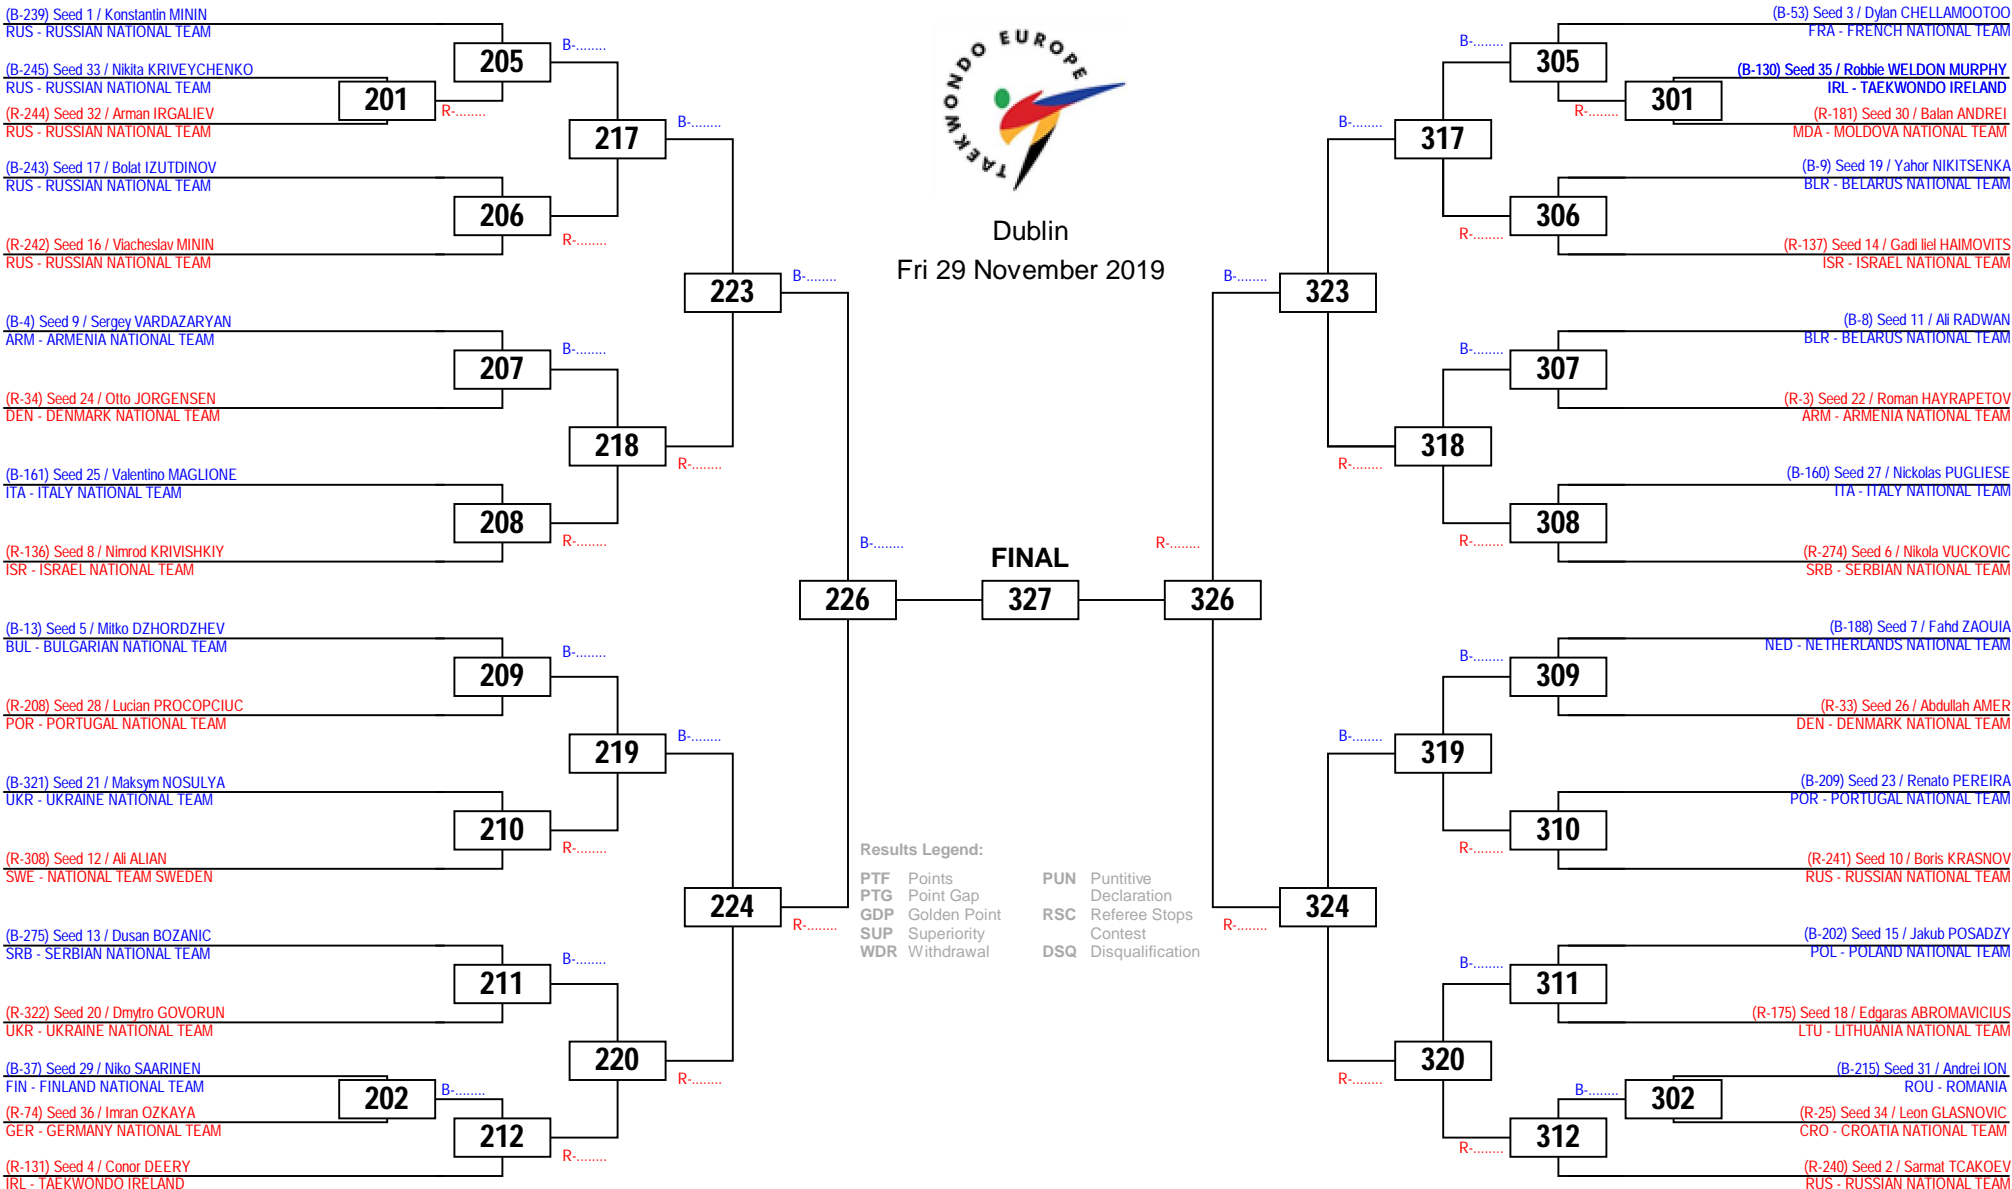 (B-239) Seed 1 / Konstantin MININ
RUS - RUSSIAN NATIONAL TEAM
(B-245) Seed 33 / Nikita KRIVEYCHENKO
RUS - RUSSIAN NATIONAL TEAM
(R-244) Seed 32 / Arman IRGALIEV
RUS - RUSSIAN NATIONAL TEAM
(B-243) Seed 17 / Bolat IZUTDINOV
RUS - RUSSIAN NATIONAL TEAM
(R-242) Seed 16 / Viacheslav MININ
RUS - RUSSIAN NATIONAL TEAM
(B-4) Seed 9 / Sergey VARDAZARYAN
ARM - ARMENIA NATIONAL TEAM
(R-34) Seed 24 / Otto JORGENSEN
DEN - DENMARK NATIONAL TEAM
(B-161) Seed 25 / Valentino MAGLIONE
ITA - ITALY NATIONAL TEAM
(R-136) Seed 8 / Nimrod KRIVISHKIY
ISR - ISRAEL NATIONAL TEAM
(B-13) Seed 5 / Mitko DZHORDZHEV
BUL - BULGARIAN NATIONAL TEAM
(R-208) Seed 28 / Lucian PROCOPCIUC
POR - PORTUGAL NATIONAL TEAM
(B-321) Seed 21 / Maksym NOSULYA
UKR - UKRAINE NATIONAL TEAM
(R-308) Seed 12 / Ali ALIAN
SWE - NATIONAL TEAM SWEDEN
(B-275) Seed 13 / Dusan BOZANIC
SRB - SERBIAN NATIONAL TEAM
(R-322) Seed 20 / Dmytro GOVORUN
UKR - UKRAINE NATIONAL TEAM
(B-37) Seed 29 / Niko SAARINEN
FIN - FINLAND NATIONAL TEAM
(R-74) Seed 36 / Imran OZKAYA
GER - GERMANY NATIONAL TEAM
(R-131) Seed 4 / Conor DEERY
IRL - TAEKWONDO IRELAND
201
R-........
202
B-........
205
B-........
206
R-........
207
B-........
208
R-........
209
B-........
210
R-........
211
B-........
212
R-........
217
B-........
218
R-........
219
B-........
220
R-........
223
B-........
224
R-........
226
B-........
TAEKWONDO EUROPE
Dublin
Fri 29 November 2019
FINAL
327
Results Legend:
PTF Points
PTG Point Gap
GDP Golden Point
SUP Superiority
WDR Withdrawal
PUN Puntitive
Declaration
RSC Referee Stops
Contest
DSQ Disqualification
R-........
326
B-........
323
R-........
324
B-........
317
R-........
318
B-........
319
R-........
320
B-........
305
R-........
306
B-........
307
R-........
308
B-........
309
R-........
310
B-........
311
R-........
312
R-........
301
B-........
302
(B-53) Seed 3 / Dylan CHELLAMOOTOO
FRA - FRENCH NATIONAL TEAM
(B-130) Seed 35 / Robbie WELDON MURPHY
IRL - TAEKWONDO IRELAND
(R-181) Seed 30 / Balan ANDREI
MDA - MOLDOVA NATIONAL TEAM
(B-9) Seed 19 / Yahor NIKITSENKA
BLR - BELARUS NATIONAL TEAM
(R-137) Seed 14 / Gadi liel HAIMOVITS
ISR - ISRAEL NATIONAL TEAM
(B-8) Seed 11 / Ali RADWAN
BLR - BELARUS NATIONAL TEAM
(R-3) Seed 22 / Roman HAYRAPETOV
ARM - ARMENIA NATIONAL TEAM
(B-160) Seed 27 / Nickolas PUGLIESE
ITA - ITALY NATIONAL TEAM
(R-274) Seed 6 / Nikola VUCKOVIC
SRB - SERBIAN NATIONAL TEAM
(B-188) Seed 7 / Fahd ZAOUIA
NED - NETHERLANDS NATIONAL TEAM
(R-33) Seed 26 / Abdullah AMER
DEN - DENMARK NATIONAL TEAM
(B-209) Seed 23 / Renato PEREIRA
POR - PORTUGAL NATIONAL TEAM
(R-241) Seed 10 / Boris KRASNOV
RUS - RUSSIAN NATIONAL TEAM
(B-202) Seed 15 / Jakub POSADZY
POL - POLAND NATIONAL TEAM
(R-175) Seed 18 / Edgaras ABROMAVICIUS
LTU - LITHUANIA NATIONAL TEAM
(B-215) Seed 31 / Andrei ION
ROU - ROMANIA
(R-25) Seed 34 / Leon GLASNOVIC
CRO - CROATIA NATIONAL TEAM
(R-240) Seed 2 / Sarmat TCAKOEV
RUS - RUSSIAN NATIONAL TEAM